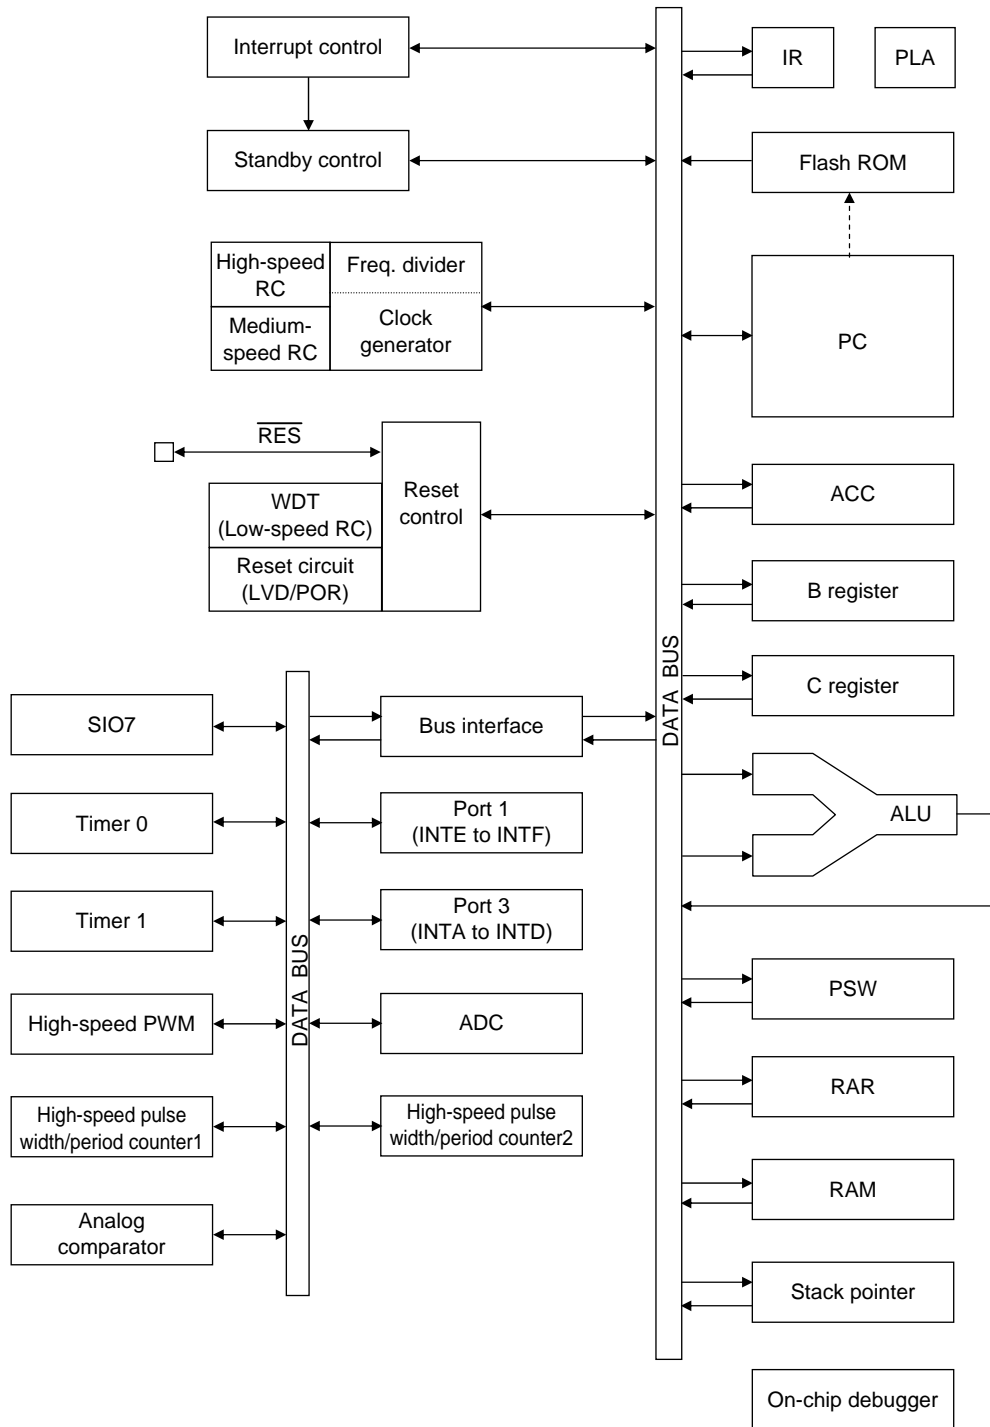 Interrupt control
IR
PLA
Standby control
Flash ROM
High-speed
RC
Freq. divider
Medium-
speed RC
Clock
generator
PC
RES
Reset
control
WDT
(Low-speed RC)
Reset circuit
(LVD/POR)
ACC
B register
C register
DATA BUS
SIO7
Bus interface
ALU
Timer 0
Port 1
(INTE to INTF)
Timer 1
Port 3
(INTA to INTD)
DATA BUS
PSW
High-speed PWM
ADC
RAR
High-speed pulse
width/period counter1
High-speed pulse
width/period counter2
RAM
Analog
comparator
Stack pointer
On-chip debugger